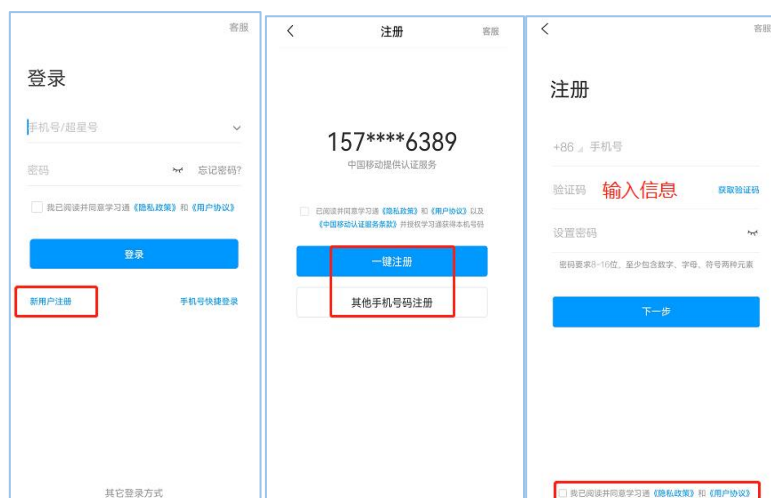 客服
登录
手机号/超星号
密码
忘记密码?
我已阅读并同意学习通《隐私政策》和《用户协议》
登录
新用户注册
手机号快捷登录
其它登录方式
注册
客服
157****6389
中国移动提供认证服务
已阅读并同意学习通《隐私政策》和《用户协议》以及
《中国移动认证服务条款》并授权学习通获得本机号码
一键注册
其他手机号码注册
客服
注册
+86 手机号
验证码 输入信息 获取验证码
设置密码
密码要求8-16位，至少包含数字、字母、符号两种元素
下一步
我已阅读并同意学习通《隐私政策》和《用户协议》